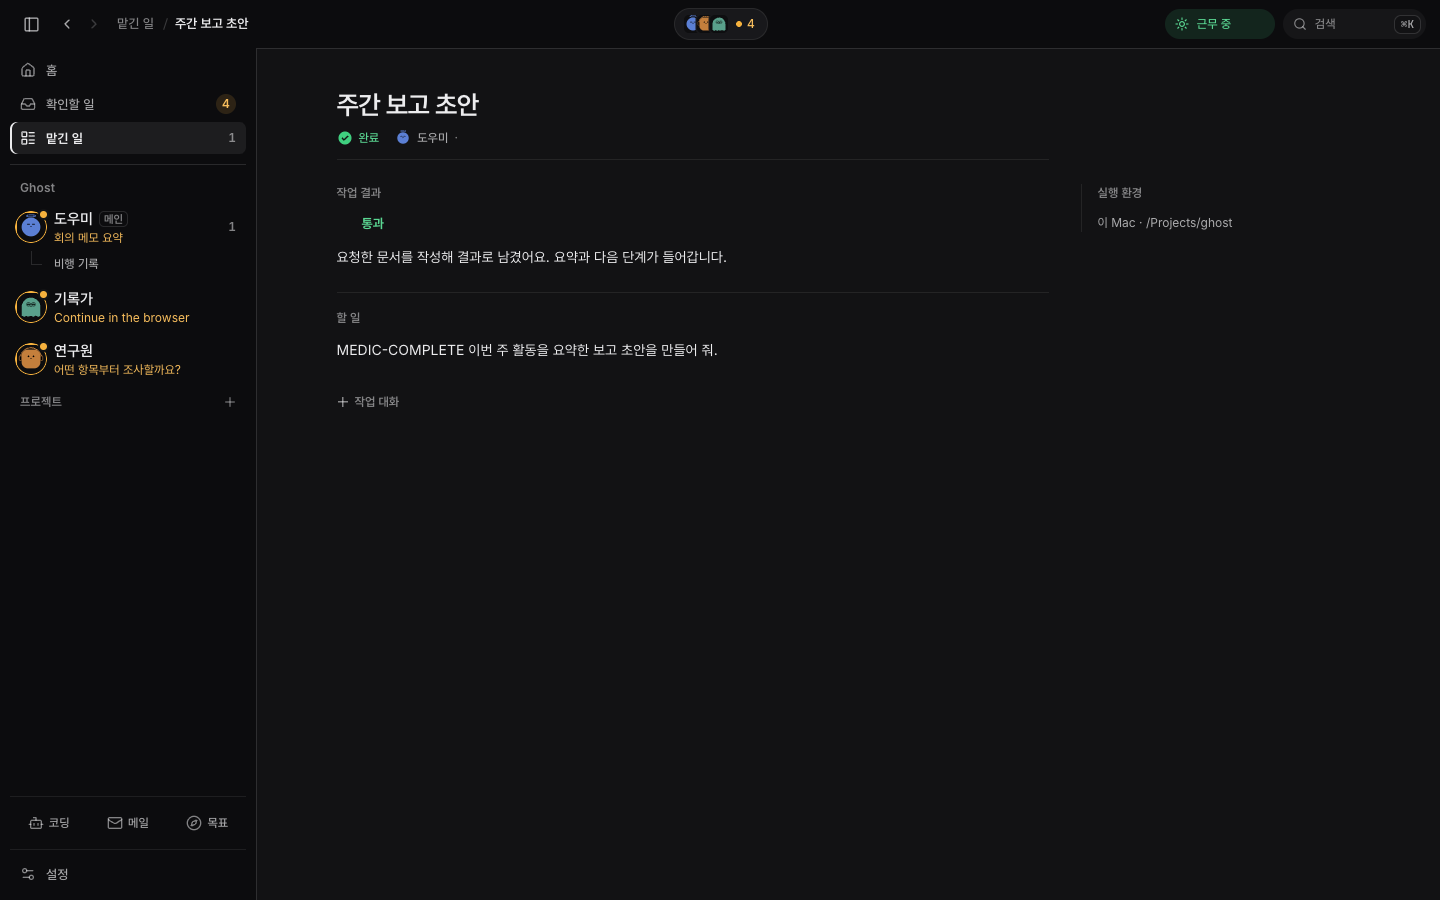 맡긴 일 / 주간 보고 초안
4
근무 중
검색
⌘K
홈
확인할 일
4
맡긴 일
1
Ghost
도우미
메인
회의 메모 요약
1
비행 기록
기록가
Continue in the browser
연구원
어떤 항목부터 조사할까요?
프로젝트
코딩
메일
목표
설정
주간 보고 초안
완료
도우미 ·
작업 결과
통과
요청한 문서를 작성해 결과로 남겼어요. 요약과 다음 단계가 들어갑니다.
할 일
MEDIC-COMPLETE 이번 주 활동을 요약한 보고 초안을 만들어 줘.
작업 대화
실행 환경
이 Mac · /Projects/ghost